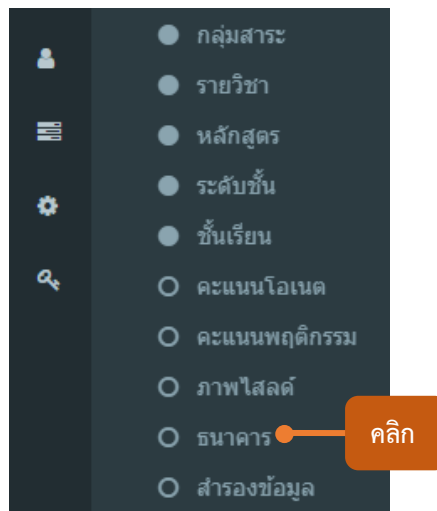 กลุ่มสาระ
รายวิชา
หลักสูตร
ระดับชั้น
ชั้นเรียน
คะแนนโอเนต
คะแนนพฤติกรรม
ภาพไสลด์
ธนาคาร
คลิก
สำรองข้อมูล